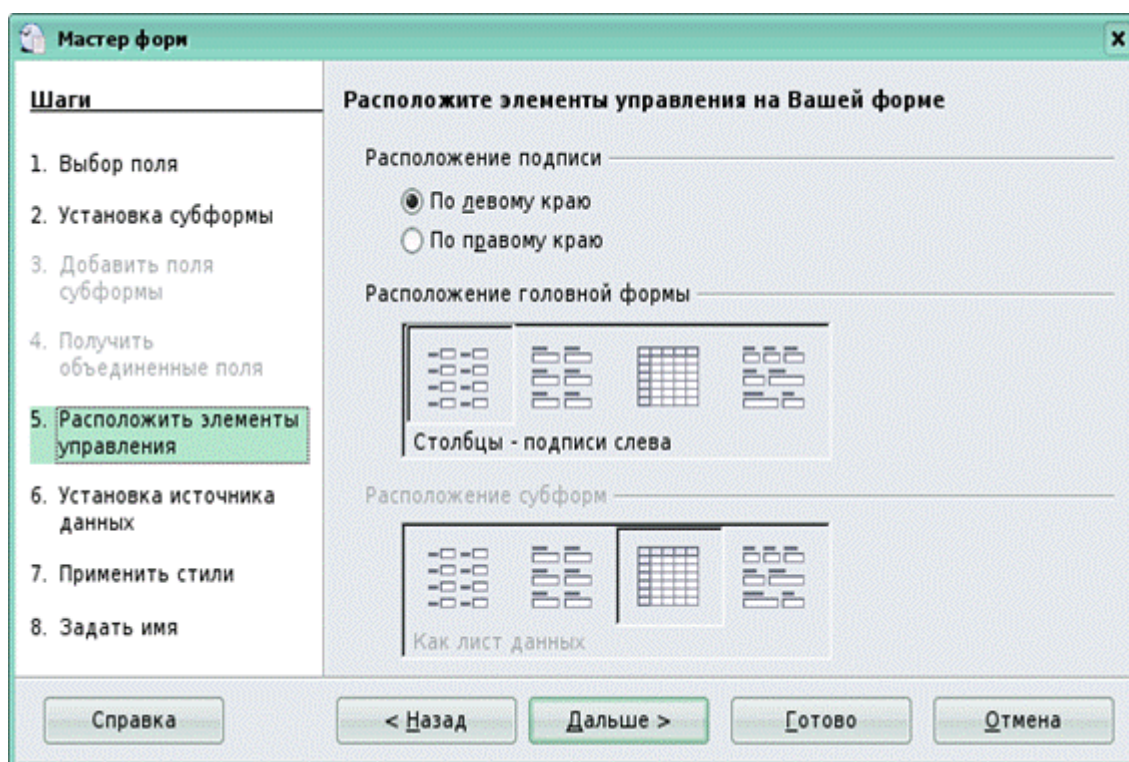 Мастер форм
Шаги
1. Выбор поля
2. Установка субформы
3. Добавить поля
субформы
4. Получить
объединенные поля
5. Расположить элементы
управления
6. Установка источника
данных
7. Применить стили
8. Задать имя
Расположите элементы управления на Вашей форме
Расположение подписи
По левому краю
По правому краю
Расположение головной формы
Столбцы - подписи слева
Расположение субформ
Как лист данных
Справка
< Назад
Дальше >
Готово
Отмена